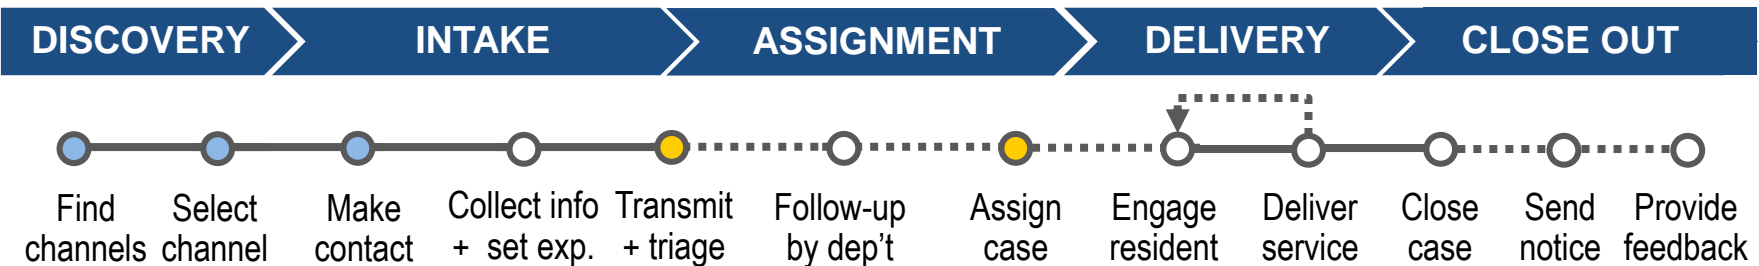 DISCOVERY
INTAKE
ASSIGNMENT
DELIVERY
CLOSE OUT
Find
channels
Select
channel
Make
contact
Collect info
+ set exp.
Transmit
+ triage
Follow-up
by dep't
Assign
case
Engage
resident
Deliver
service
Close
case
Send
notice
Provide
feedback